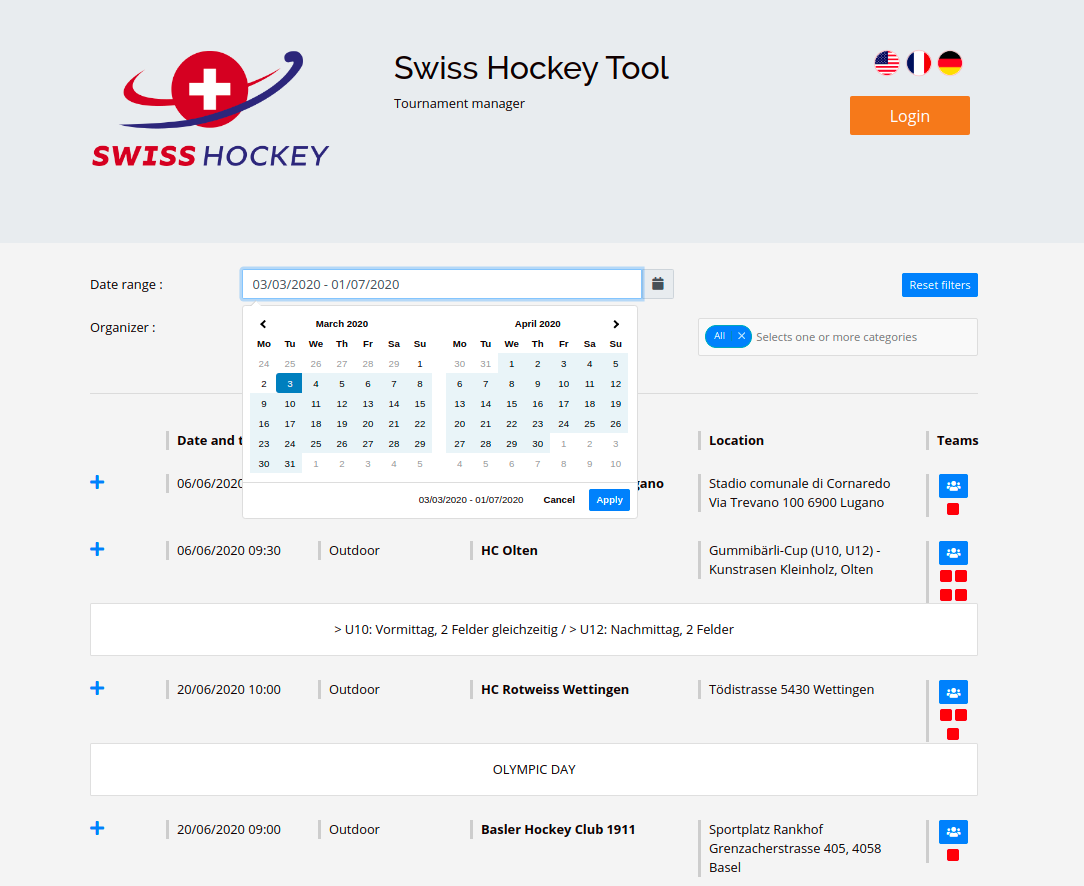 SWISS HOCKEY
Swiss Hockey Tool
Tournament manager
Login
Date range :
03/03/2020 - 01/07/2020
Reset filters
Organizer :
All ×
Selects one or more categories
March 2020
Mo Tu We Th Fr Sa Su
24 25 26 27 28 29 1
2 3 4 5 6 7 8
9 10 11 12 13 14 15
16 17 18 19 20 21 22
23 24 25 26 27 28 29
30 31 1 2 3 4 5
April 2020
Mo Tu We Th Fr Sa Su
30 31 1 2 3 4 5
6 7 8 9 10 11 12
13 14 15 16 17 18 19
20 21 22 23 24 25 26
27 28 29 30 1 2 3
4 5 6 7 8 9 10
03/03/2020 - 01/07/2020 Cancel Apply
Date and t
Location
Teams
06/06/2020
gano
Stadio comunale di Cornaredo
Via Trevano 100 6900 Lugano
06/06/2020 09:30
Outdoor
HC Olten
Gummibärli-Cup (U10, U12) -
Kunstrasen Kleinholz, Olten
> U10: Vormittag, 2 Felder gleichzeitig / > U12: Nachmittag, 2 Felder
20/06/2020 10:00
Outdoor
HC Rotweiss Wettingen
Tödistrasse 5430 Wettingen
OLYMPIC DAY
20/06/2020 09:00
Outdoor
Basler Hockey Club 1911
Sportplatz Rankhof
Grenzacherstrasse 405, 4058
Basel